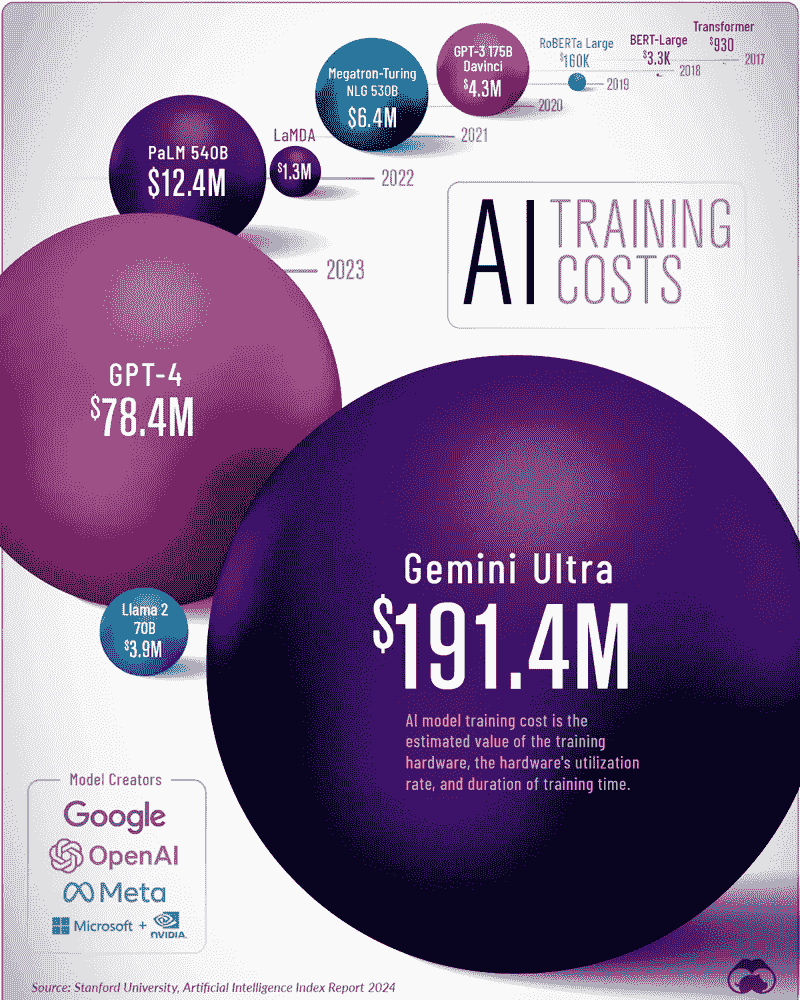 Transformer
$930
2017
BERT-Large
$3.3K
2018
RoBERTa Large
$160K
2019
GPT-3 175B
Davinci
$4.3M
2020
Megatron-Turing
NLG 530B
$6.4M
2021
LaMDA
$1.3M
2022
PaLM 540B
$12.4M
2023
AI TRAINING
COSTS
GPT-4
$78.4M
Gemini Ultra
$191.4M
AI model training cost is the
estimated value of the training
hardware, the hardware's utilization
rate, and duration of training time.
Llama 2
70B
$3.9M
Model Creators
Google
OpenAI
Meta
Microsoft + NVIDIA.
Source: Stanford University, Artificial Intelligence Index Report 2024